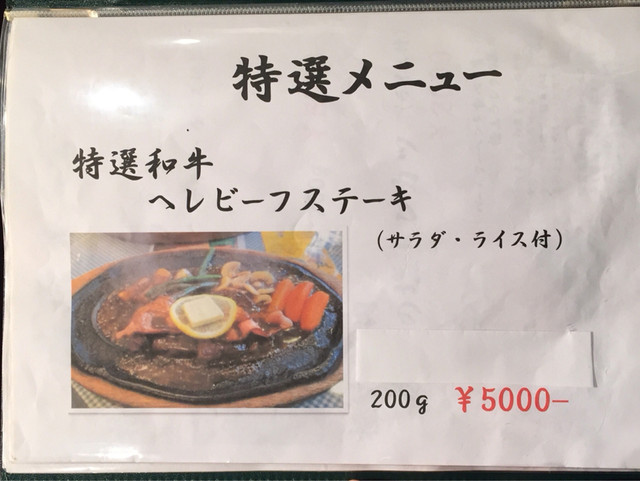 特選メニュー
特選和牛
ヘレビーフステーキ
(サラダ・ライス付)
200g ¥5000-